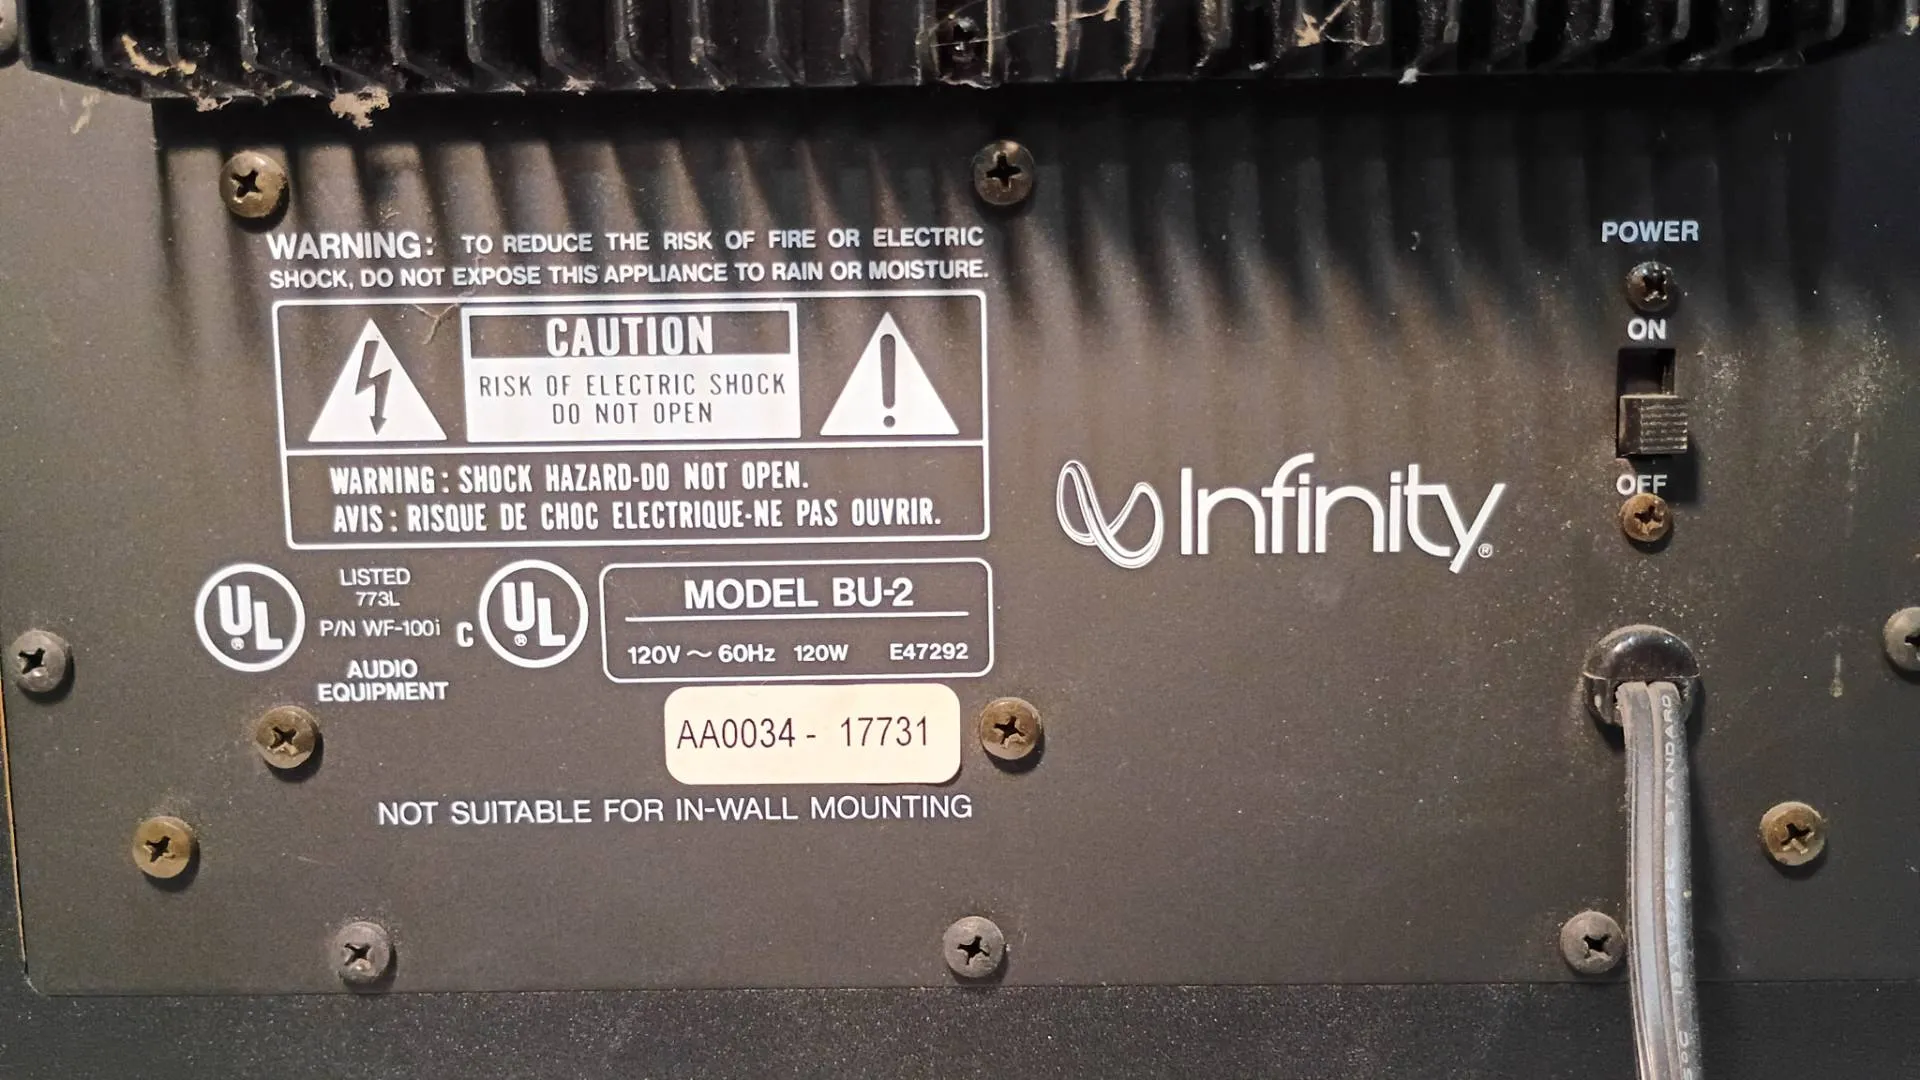 WARNING: TO REDUCE THE RISK OF FIRE OR ELECTRIC
SHOCK, DO NOT EXPOSE THIS APPLIANCE TO RAIN OR MOISTURE.
CAUTION
RISK OF ELECTRIC SHOCK
DO NOT OPEN
WARNING: SHOCK HAZARD-DO NOT OPEN.
AVIS: RISQUE DE CHOC ELECTRIQUE-NE PAS OUVRIR.
UL ®
LISTED
773L
P/N WF-100i
AUDIO
EQUIPMENT
C UL ®
MODEL BU-2
120V ~ 60Hz 120W E47292
AA0034 - 17731
NOT SUITABLE FOR IN-WALL MOUNTING
Infinity®
POWER
ON
OFF
STANDARD